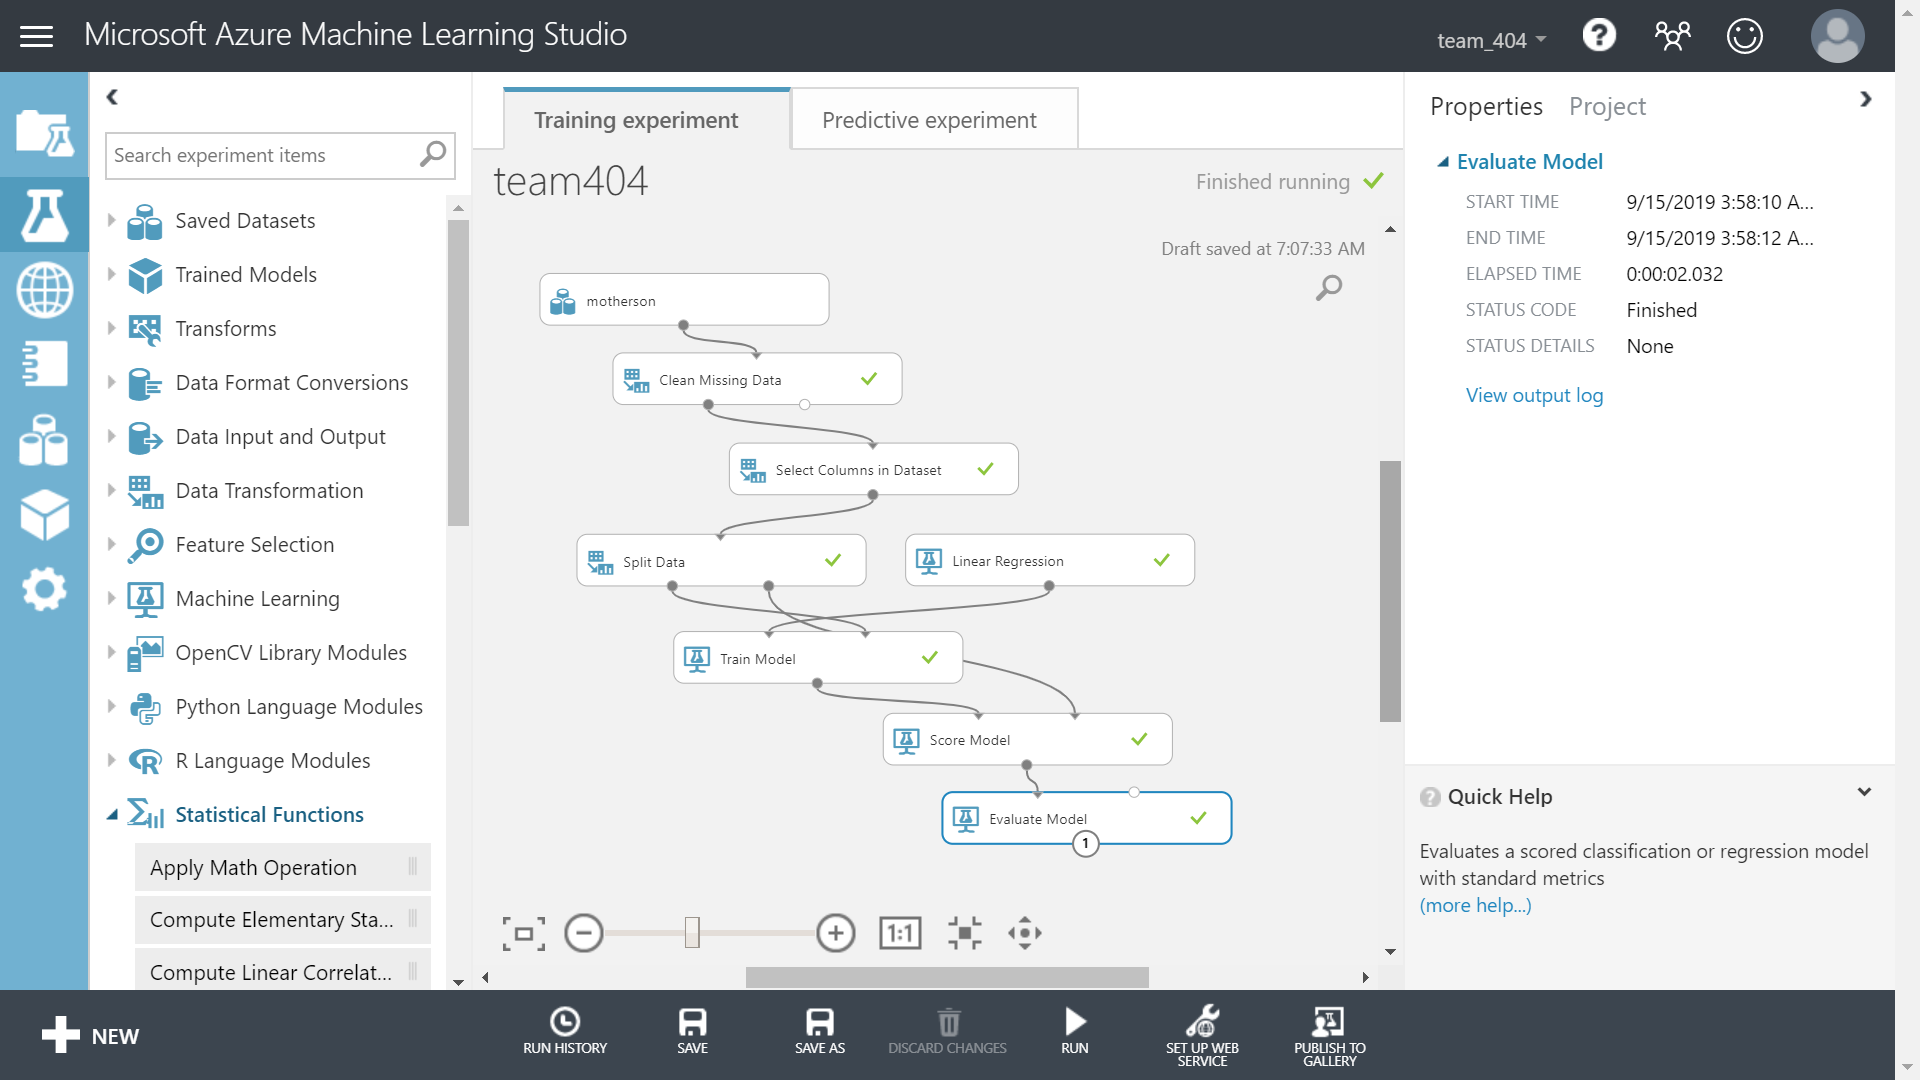 Microsoft Azure Machine Learning Studio
team_404
?
Search experiment items
Saved Datasets
Trained Models
Transforms
Data Format Conversions
Data Input and Output
Data Transformation
Feature Selection
Machine Learning
OpenCV Library Modules
Python Language Modules
R Language Modules
Statistical Functions
Apply Math Operation
Compute Elementary Sta...
Compute Linear Correlat...
Training experiment
Predictive experiment
team404
Finished running
Draft saved at 7:07:33 AM
motherson
Clean Missing Data
Select Columns in Dataset
Split Data
Linear Regression
Train Model
Score Model
Evaluate Model
1
1:1
Properties
Project
Evaluate Model
START TIME 9/15/2019 3:58:10 A...
END TIME 9/15/2019 3:58:12 A...
ELAPSED TIME 0:00:02.032
STATUS CODE Finished
STATUS DETAILS None
View output log
? Quick Help
Evaluates a scored classification or regression model
with standard metrics
(more help...)
NEW
RUN HISTORY
SAVE
SAVE AS
DISCARD CHANGES
RUN
SET UP WEB
SERVICE
PUBLISH TO
GALLERY